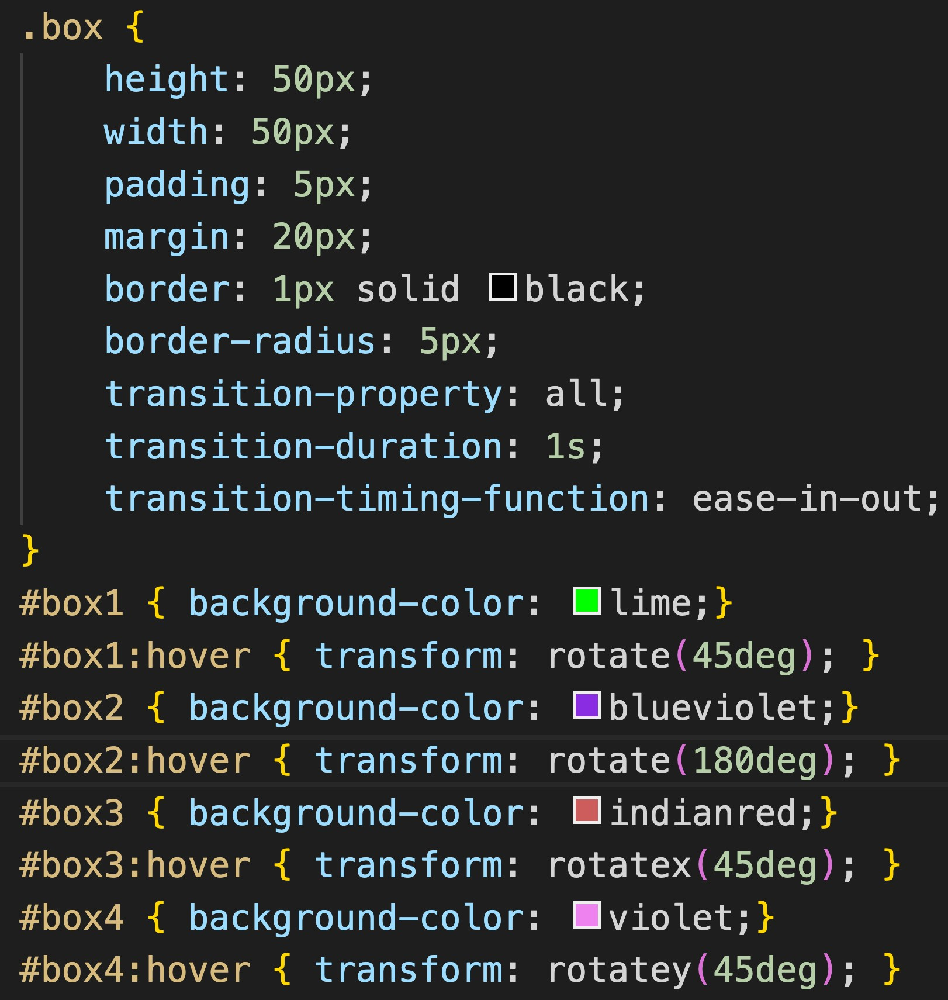 .box {
    height: 50px;
    width: 50px;
    padding: 5px;
    margin: 20px;
    border: 1px solid black;
    border-radius: 5px;
    transition-property: all;
    transition-duration: 1s;
    transition-timing-function: ease-in-out;
}
#box1 { background-color: lime;}
#box1:hover { transform: rotate(45deg); }
#box2 { background-color: blueviolet;}
#box2:hover { transform: rotate(180deg); }
#box3 { background-color: indianred;}
#box3:hover { transform: rotatex(45deg); }
#box4 { background-color: violet;}
#box4:hover { transform: rotatey(45deg); }